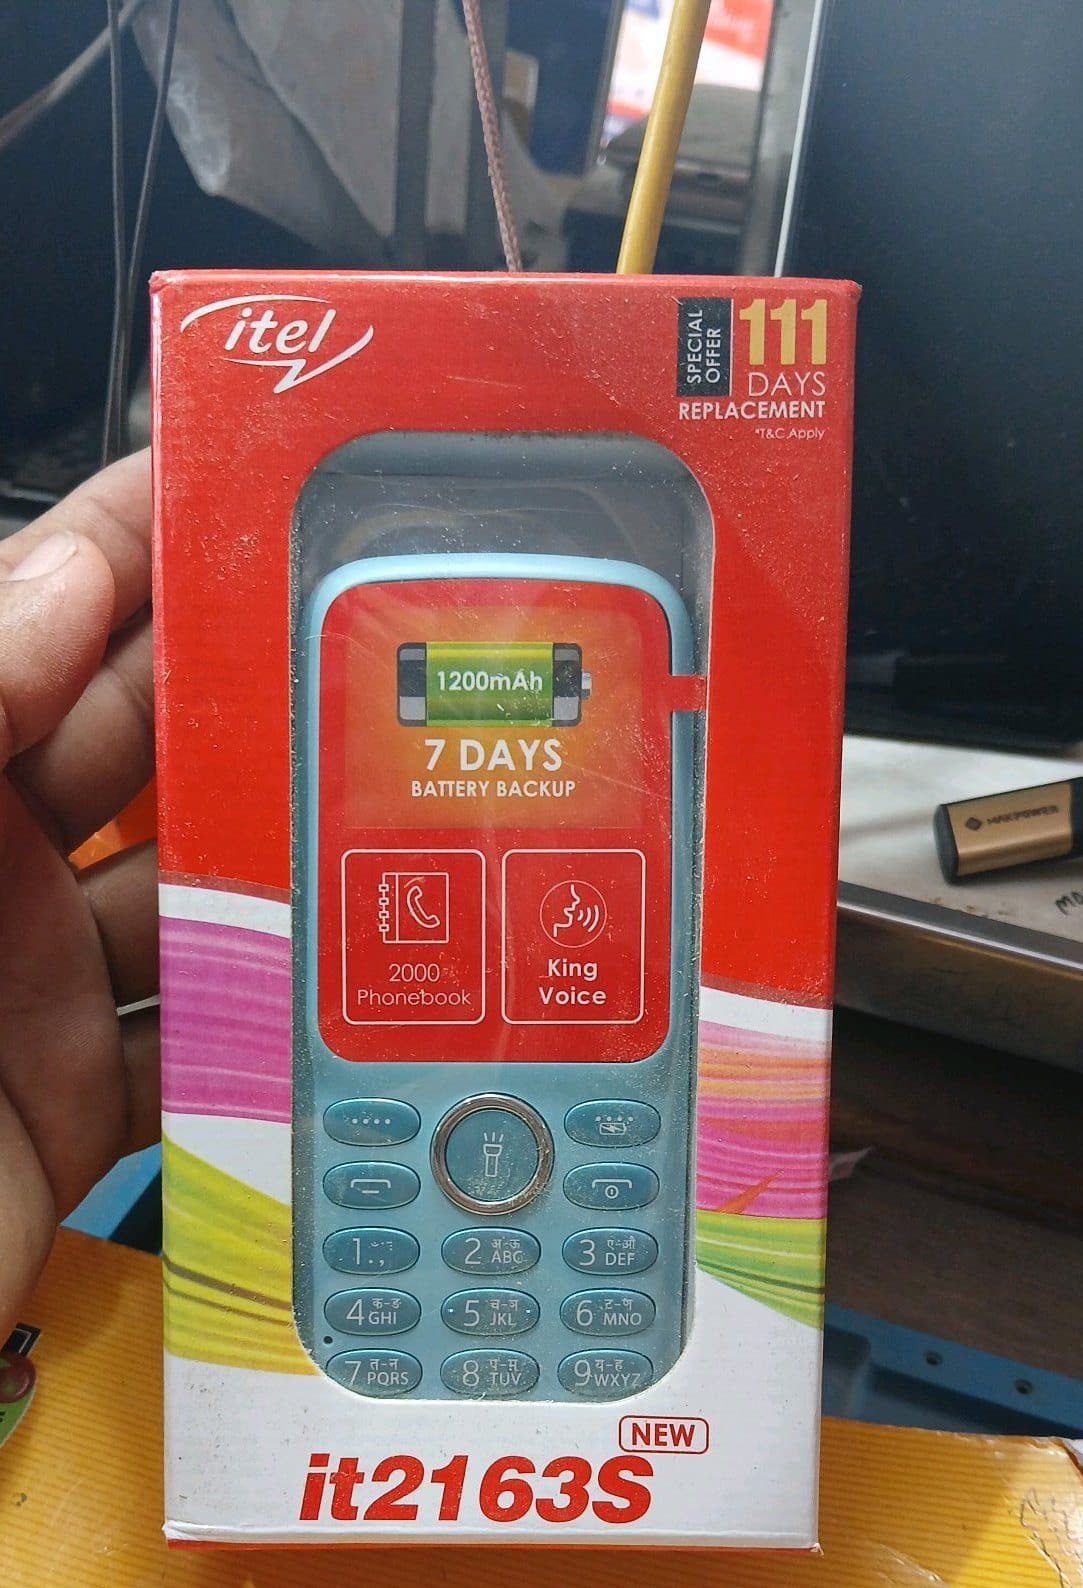 itel
SPECIAL OFFER
111
DAYS
REPLACEMENT
*T&C Apply
1200mAh
7 DAYS
BATTERY BACKUP
2000
Phonebook
King
Voice
MAKPOWER
1.,
2 अ-ऊ ABC
3 ए-औ DEF
4 क-ङ GHI
5 च-ञ JKL
6 ट-ण MNO
7 त-न PQRS
8 प-म TUV
9 य-ह WXYZ
NEW
it2163S